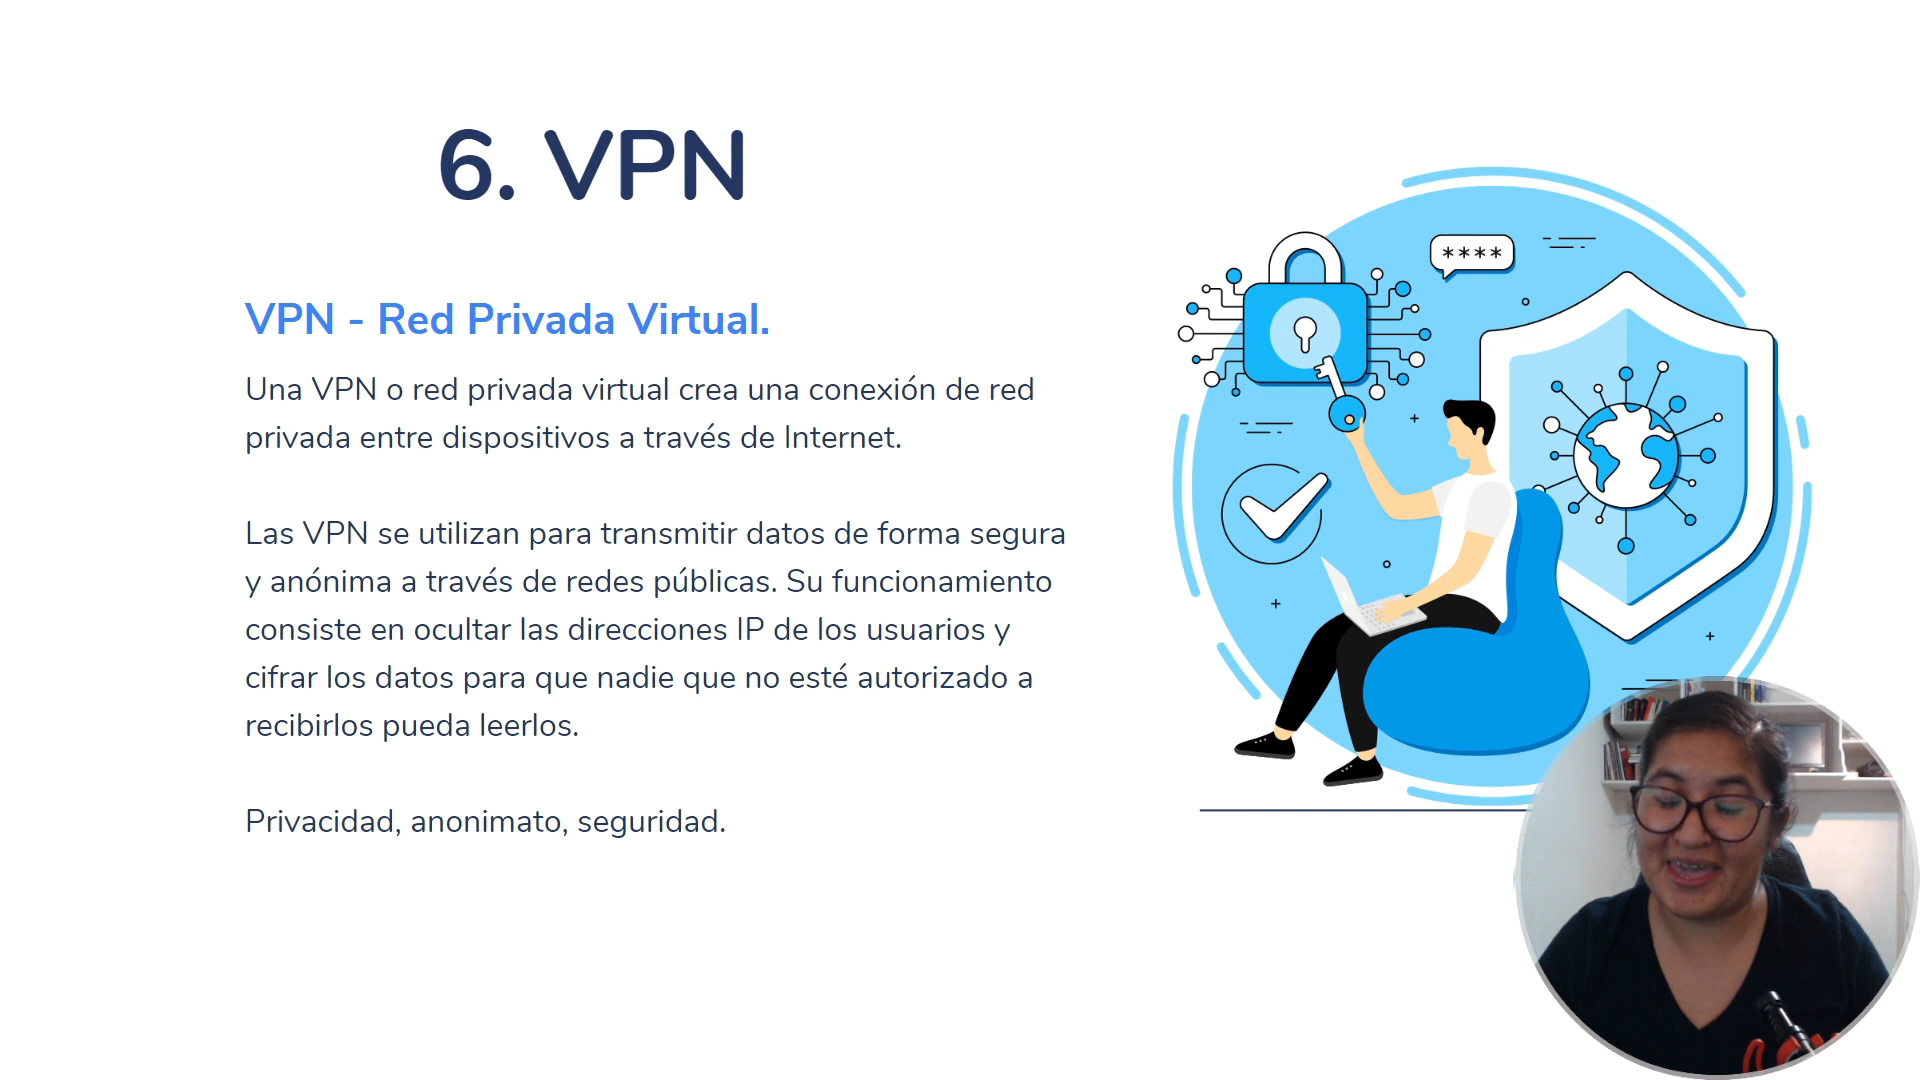 6. VPN
VPN - Red Privada Virtual.
Una VPN o red privada virtual crea una conexión de red
privada entre dispositivos a través de Internet.
Las VPN se utilizan para transmitir datos de forma segura
y anónima a través de redes públicas. Su funcionamiento
consiste en ocultar las direcciones IP de los usuarios y
cifrar los datos para que nadie que no esté autorizado a
recibirlos pueda leerlos.
Privacidad, anonimato, seguridad.
****